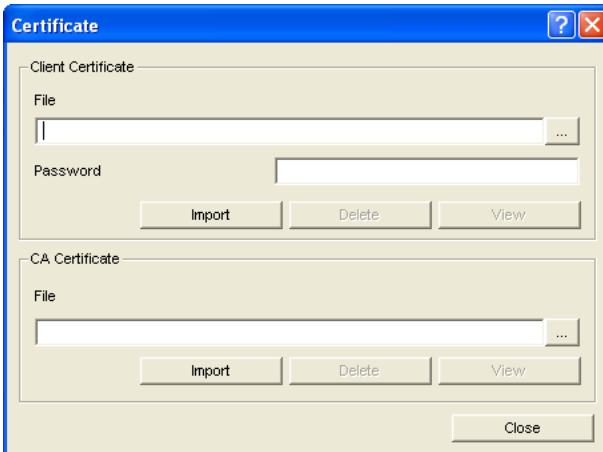 Certificate
Client Certificate
File
...
Password
Import Delete View
CA Certificate
File
...
Import Delete View
Close